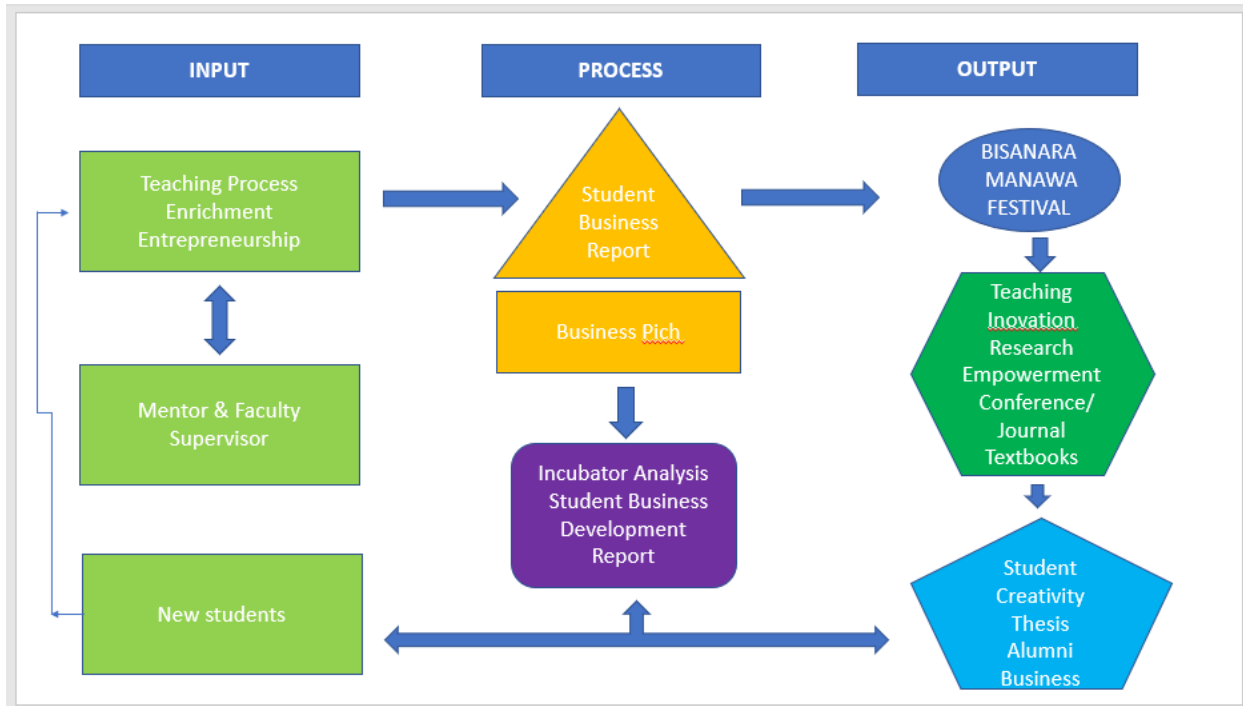 INPUT
PROCESS
OUTPUT
Teaching Process
Enrichment
Entrepreneurship
Mentor & Faculty
Supervisor
New students
Student
Business
Report
Business Pich
Incubator Analysis
Student Business
Development
Report
BISANARA
MANAWA
FESTIVAL
Teaching
Inovation
Research
Empowerment
Conference/
Journal
Textbooks
Student
Creativity
Thesis
Alumni
Business